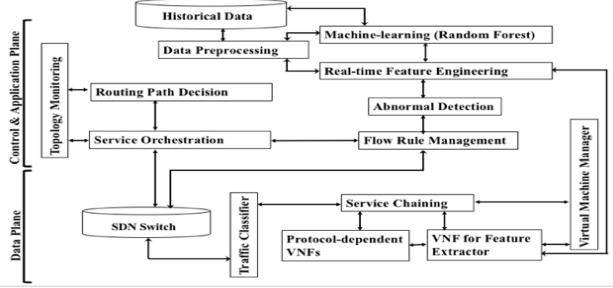 Historical Data
Machine-learning (Random Forest)
Data Preprocessing
Real-time Feature Engineering
Control & Application Plane
Topology Monitoring
Routing Path Decision
Abnormal Detection
Service Orchestration
Flow Rule Management
Virtual Machine Manager
Data Plane
SDN Switch
Traffic Classifier
Service Chaining
Protocol-dependent
VNFs
VNF for Feature
Extractor